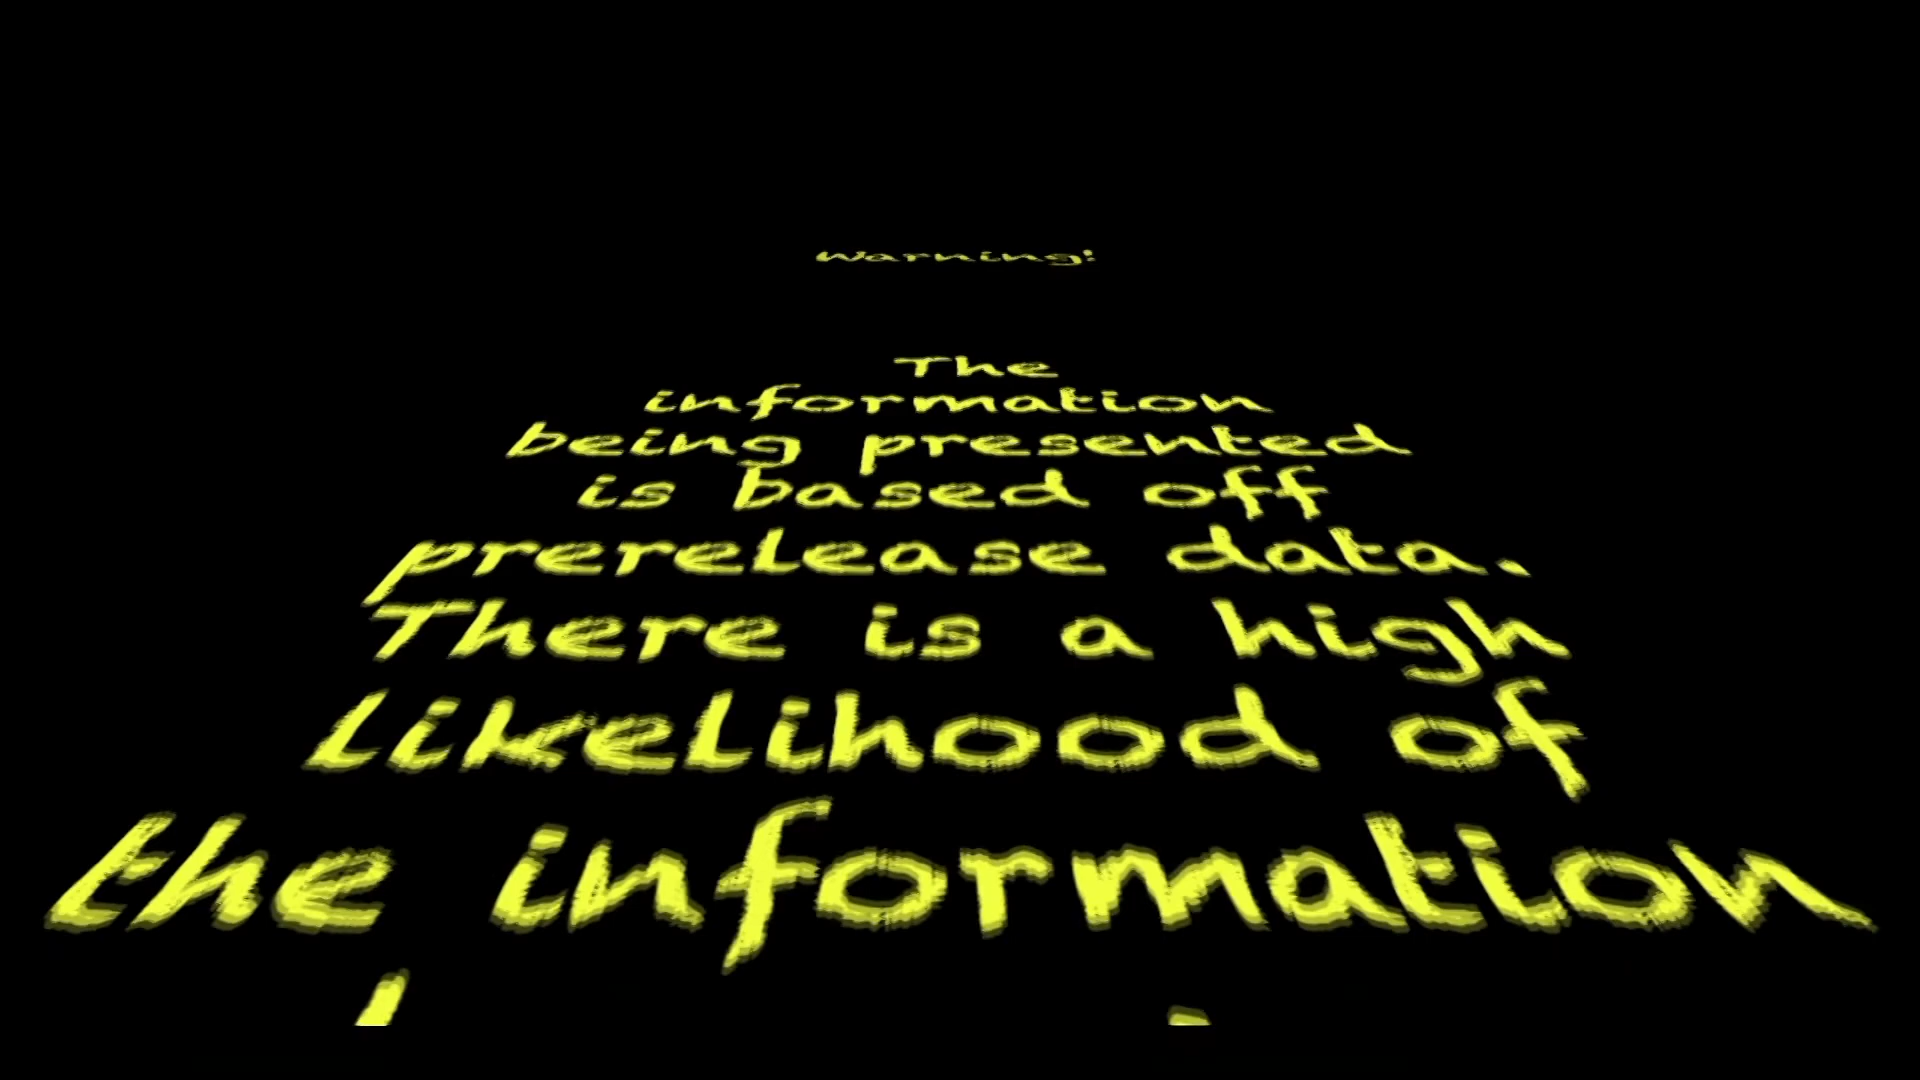 Warning!
The
information
being presented
is based off
prerelease data.
There is a high
likelihood of
the information